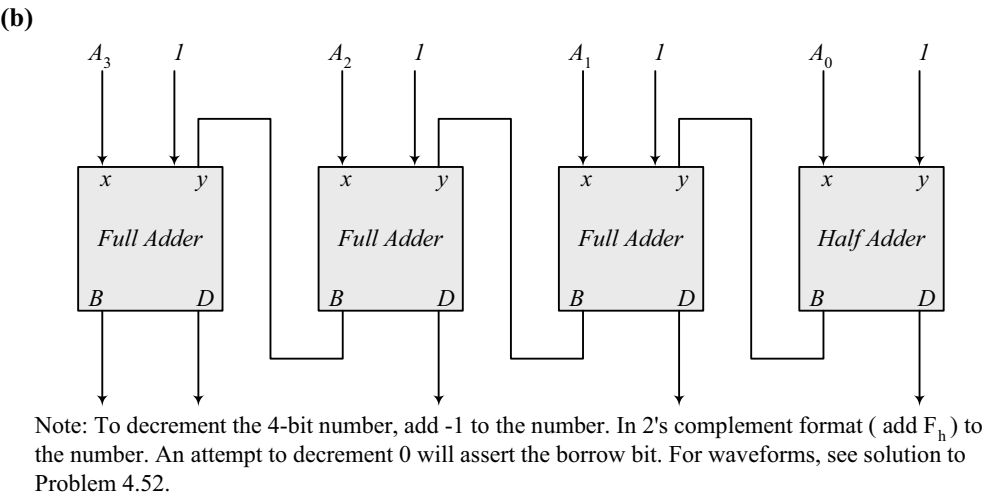 (b)
A3 1 A2 1 A1 1 A0 1
x y x y x y x y
Full Adder Full Adder Full Adder Half Adder
B D B D B D B D
Note: To decrement the 4-bit number, add -1 to the number. In 2's complement format ( add Fh ) to
the number. An attempt to decrement 0 will assert the borrow bit. For waveforms, see solution to
Problem 4.52.